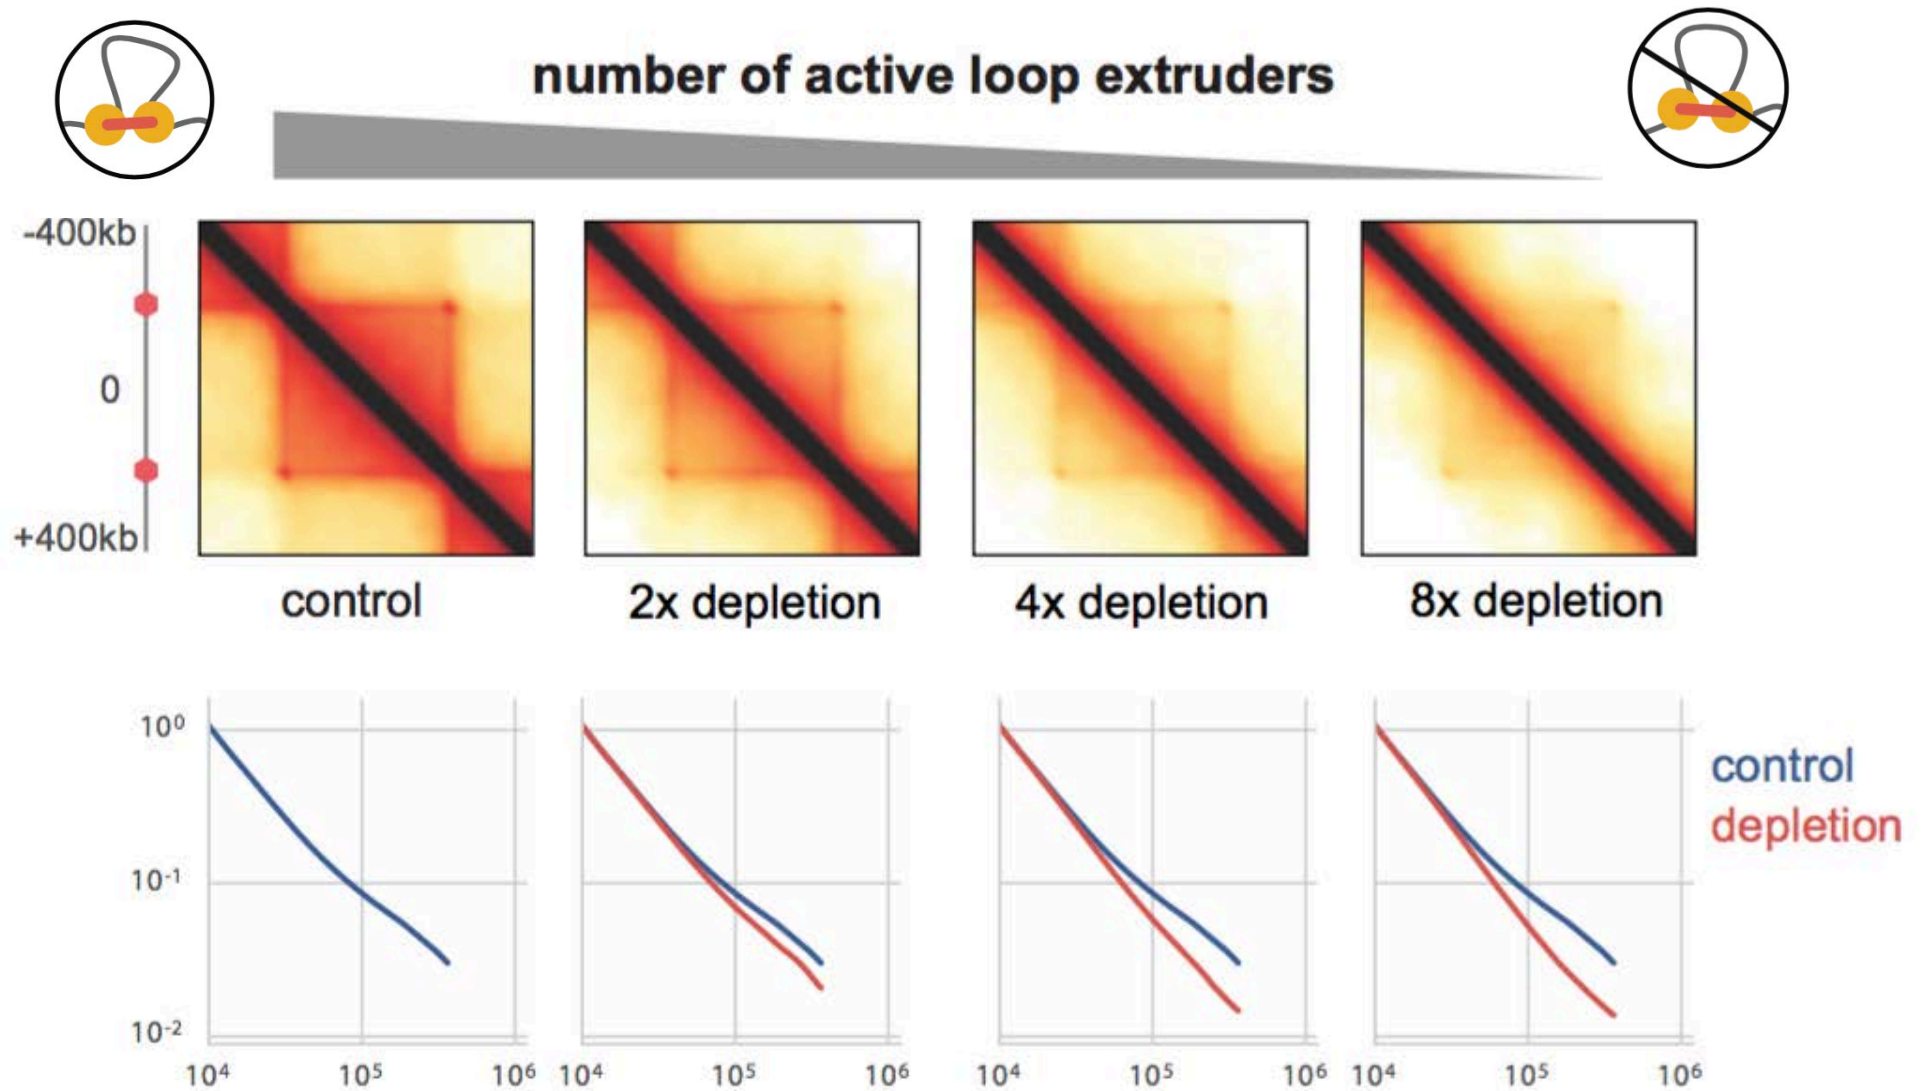 number of active loop extruders
-400kb
0
+400kb
control
2x depletion
4x depletion
8x depletion
10⁰
10⁻¹
10⁻²
10⁴ 10⁵ 10⁶
10⁴ 10⁵ 10⁶
10⁴ 10⁵ 10⁶
10⁴ 10⁵ 10⁶
control
depletion